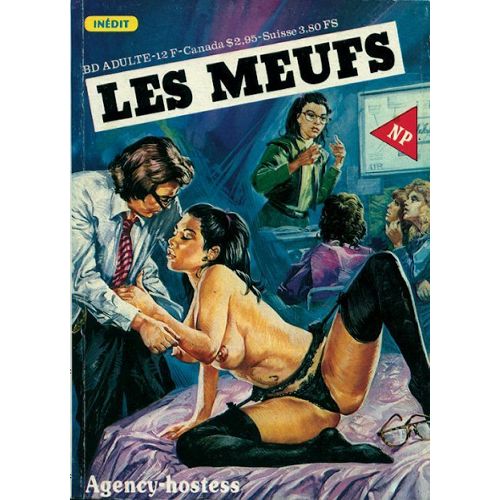 INÉDIT
BD ADULTE-12 F-Canada $2.95-Suisse 3.80 FS
LES MEUFS
NP
Agency-hostess